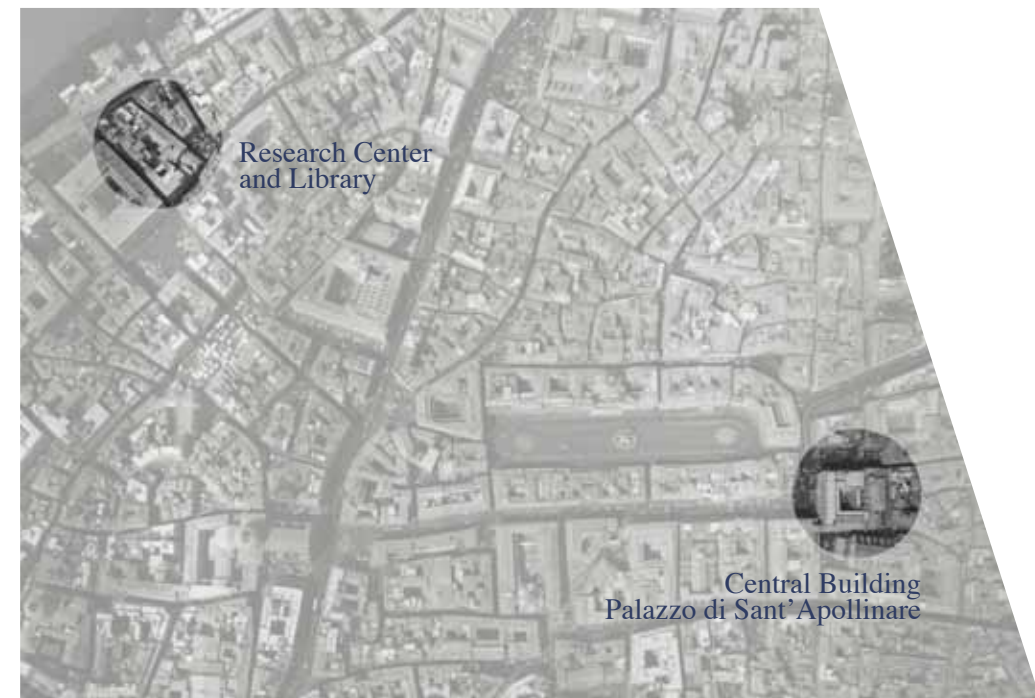 Research Center
and Library
Central Building
Palazzo di Sant’Apollinare